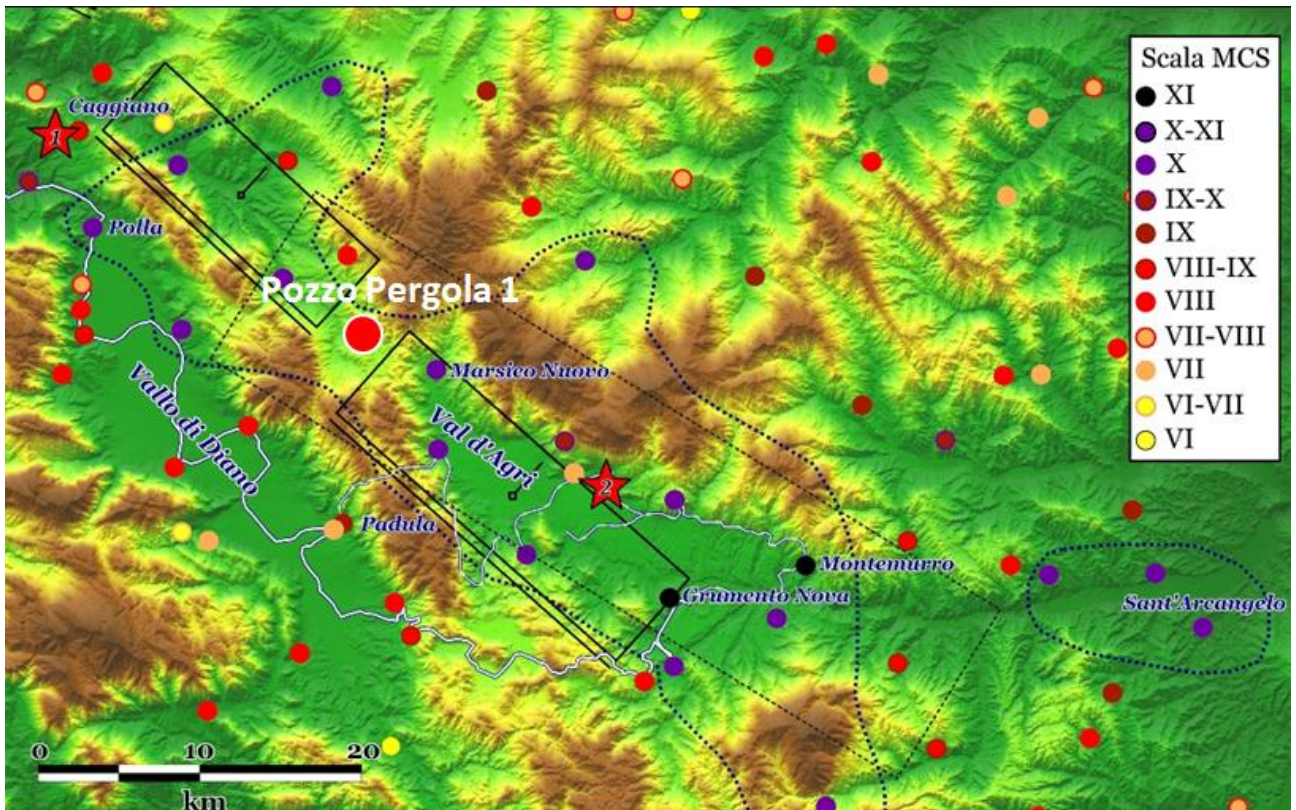 Scala MCS
XI
X-XI
X
IX-X
IX
VIII-IX
VIII
VII-VIII
VII
VI-VII
VI
Caggiano
1
Polla
Pozzo Pergola 1
Marsico Nuovo
Vallo di Diano
Val d'Agri
2
Padula
Montemurro
Grumento Nova
Sant'Arcangelo
0 10 20
km